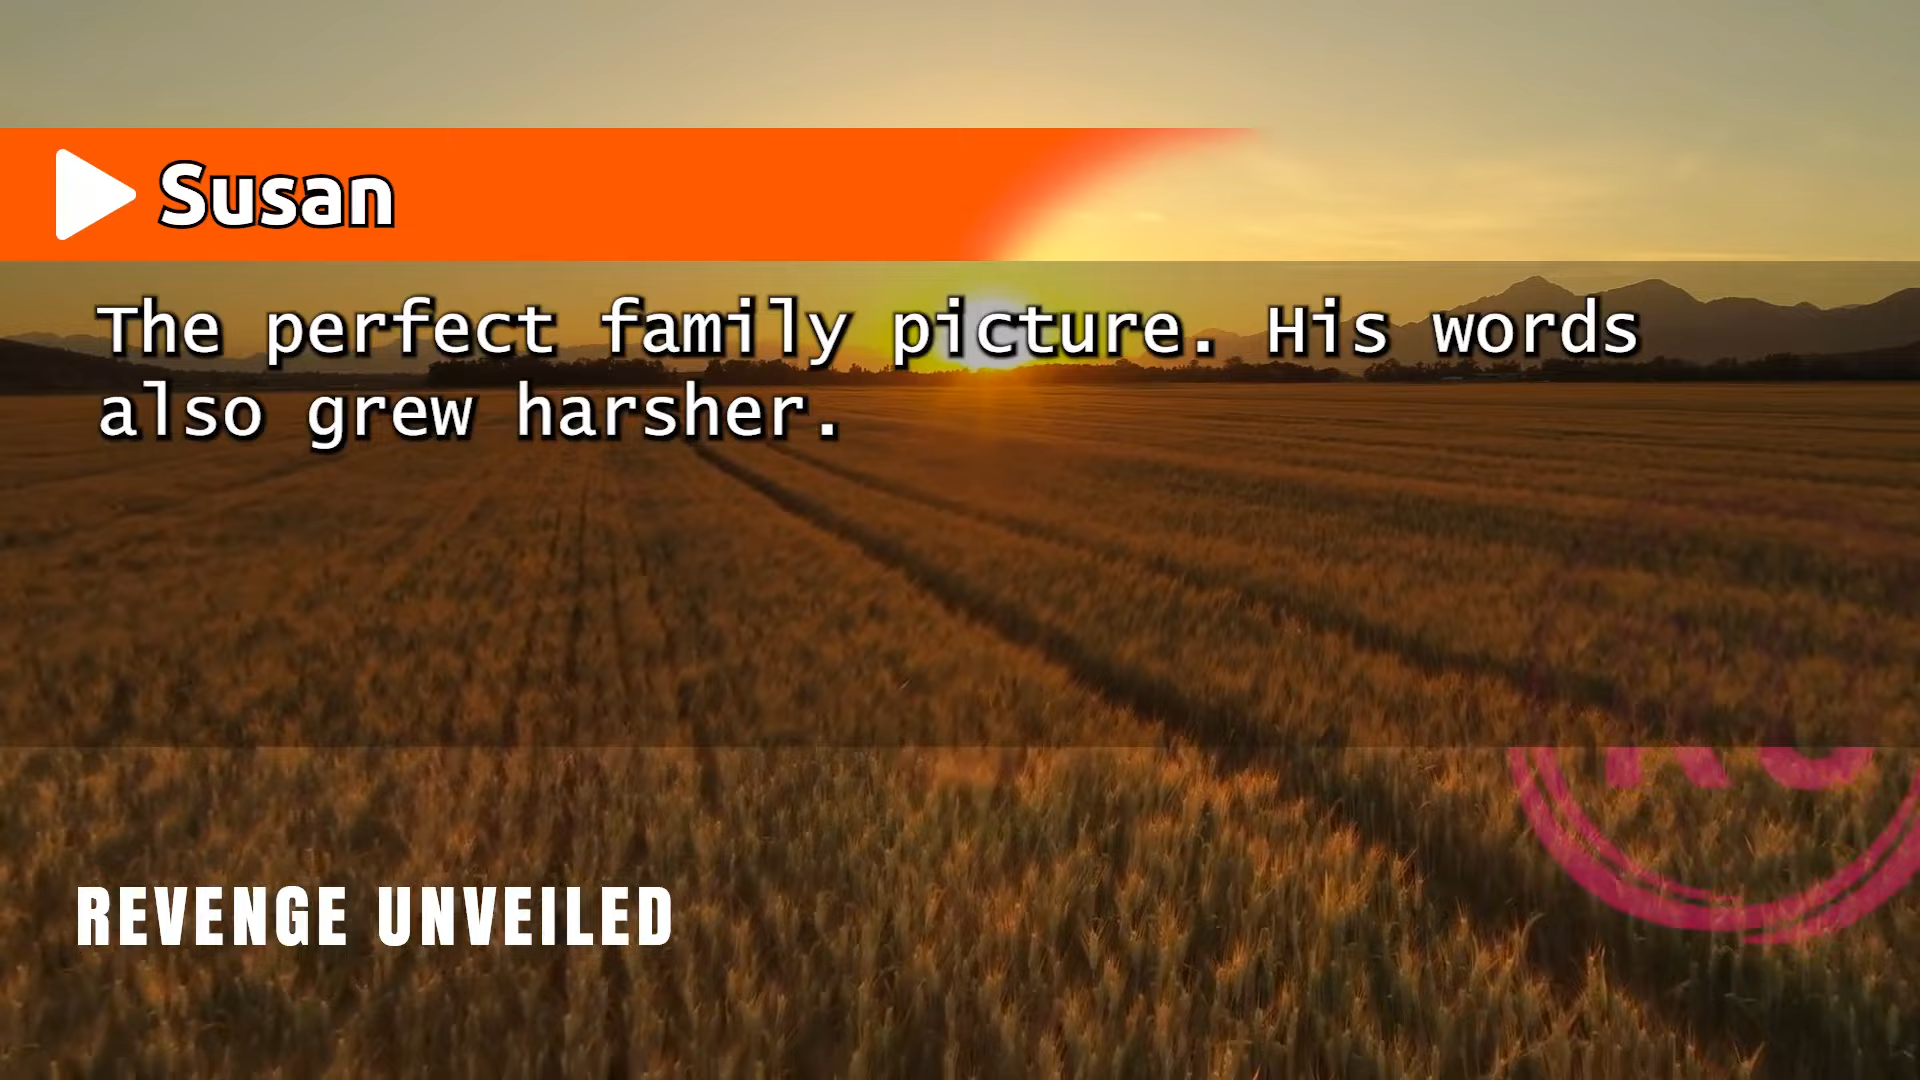 Susan
The perfect family picture. His words
also grew harsher.
REVENGE UNVEILED